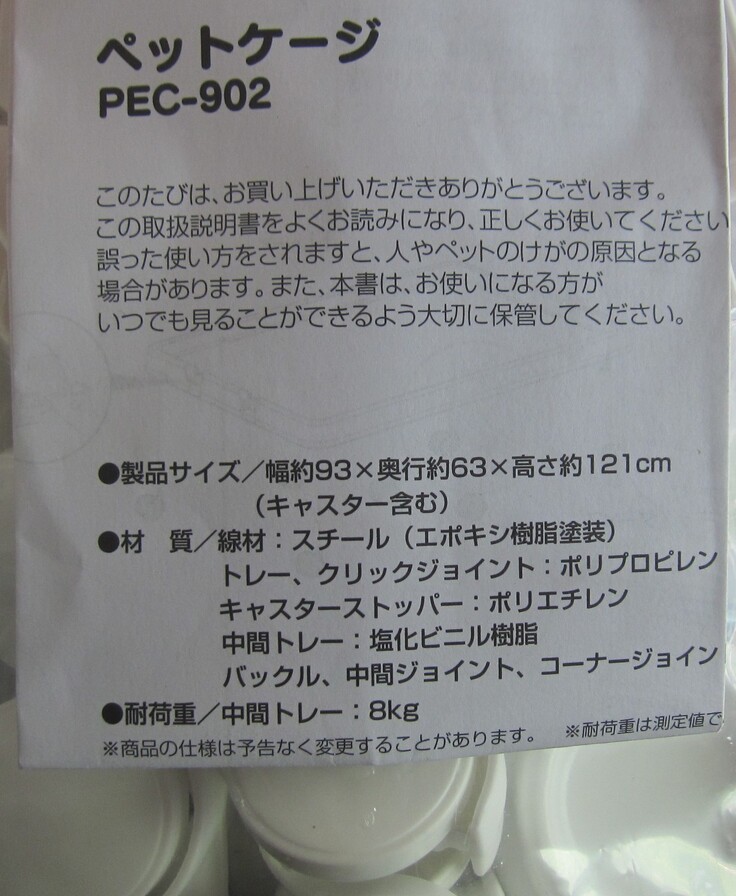 ペットケージ
PEC-902
このたびは、お買い上げいただきありがとうございます。
この取扱説明書をよくお読みになり、正しくお使いてください
誤った使い方をされますと、人やペットのけがの原因となる
場合があります。また、本書は、お使いになる方が
いつでも見ることができるよう大切に保管してください。
●製品サイズ／幅約93×奥行約63×高さ約121cm
（キャスター含む）
●材　質／線材：スチール（エポキシ樹脂塗装）
トレー、クリックジョイント：ポリプロピレン
キャスターストッパー：ポリエチレン
中間トレー：塩化ビニル樹脂
バックル、中間ジョイント、コーナージョイン
●耐荷重／中間トレー：8kg
※商品の仕様は予告なく変更することがあります。　※耐荷重は測定値で